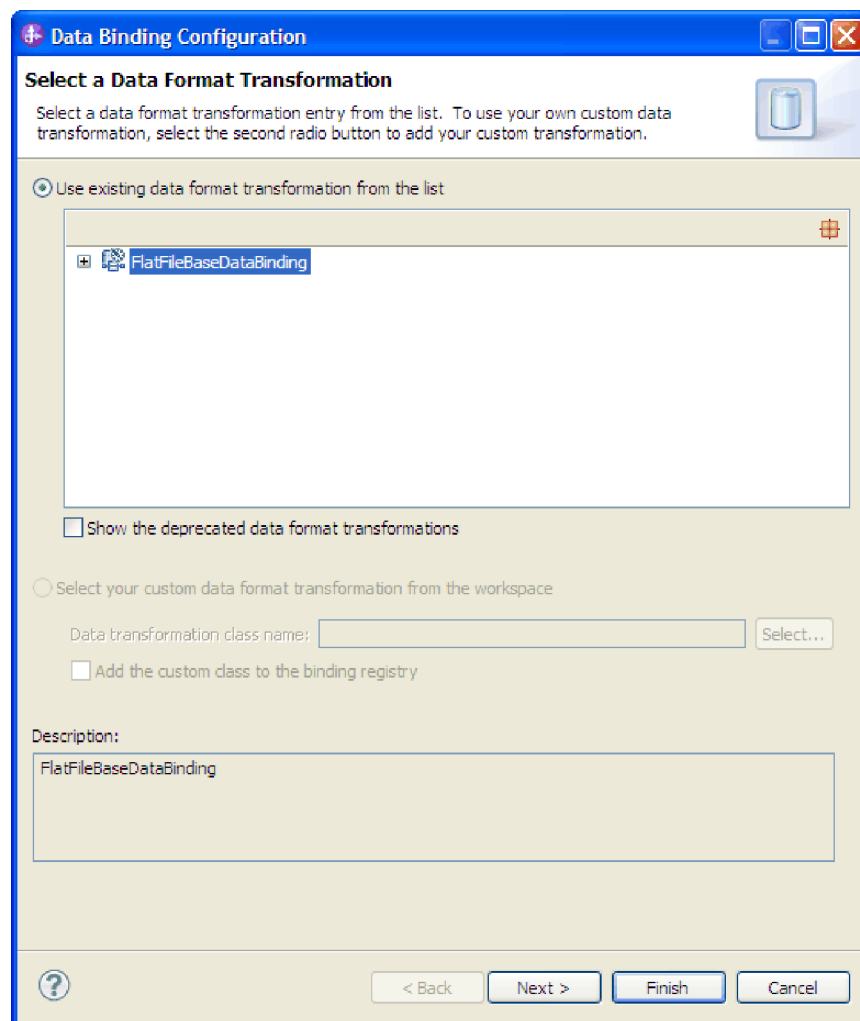 Data Binding Configuration
Select a Data Format Transformation
Select a data format transformation entry from the list. To use your own custom data
transformation, select the second radio button to add your custom transformation.
Use existing data format transformation from the list
FlatFileBaseDataBinding
Show the deprecated data format transformations
Select your custom data format transformation from the workspace
Data transformation class name: Select...
Add the custom class to the binding registry
Description:
FlatFileBaseDataBinding
< Back Next > Finish Cancel